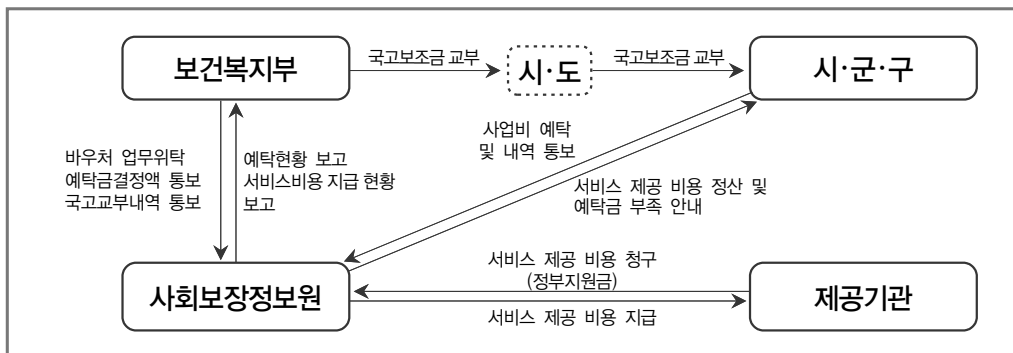 보건복지부
국고보조금 교부
시·도
국고보조금 교부
시·군·구
바우처 업무위탁
예탁금결정액 통보
국고교부내역 통보
예탁현황 보고
서비스비용 지급 현황
보고
사업비 예탁
및 내역 통보
서비스 제공 비용 정산 및
예탁금 부족 안내
사회보장정보원
서비스 제공 비용 청구
(정부지원금)
서비스 제공 비용 지급
제공기관